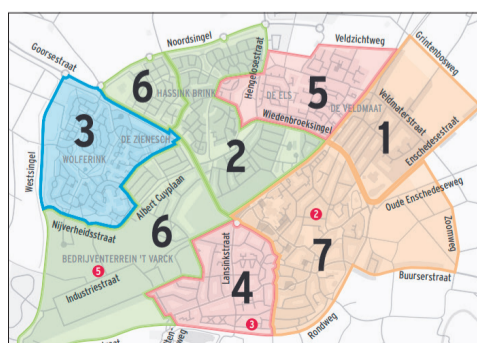 Noordsingel
Goorsestraat
Hengelosestraat
Veldzichtweg
Grintenbosweg
6
HASSINK BRINK
DE ELS
5
DE VELDMAAT
Veldmaterstraat
1
Enschedesestraat
3
DE ZIENESCH
WOLFERINK
Westsingel
2
Wiedenbroeksingel
Albert Cuyplaan
Oude Enschedeseweg
Zoomweg
Nijverheidsstraat
6
2
7
BEDRIJVENTERREIN 'T VARCK
5
Industriestraat
Lansinkstraat
4
Buurserstraat
3
Rondweg